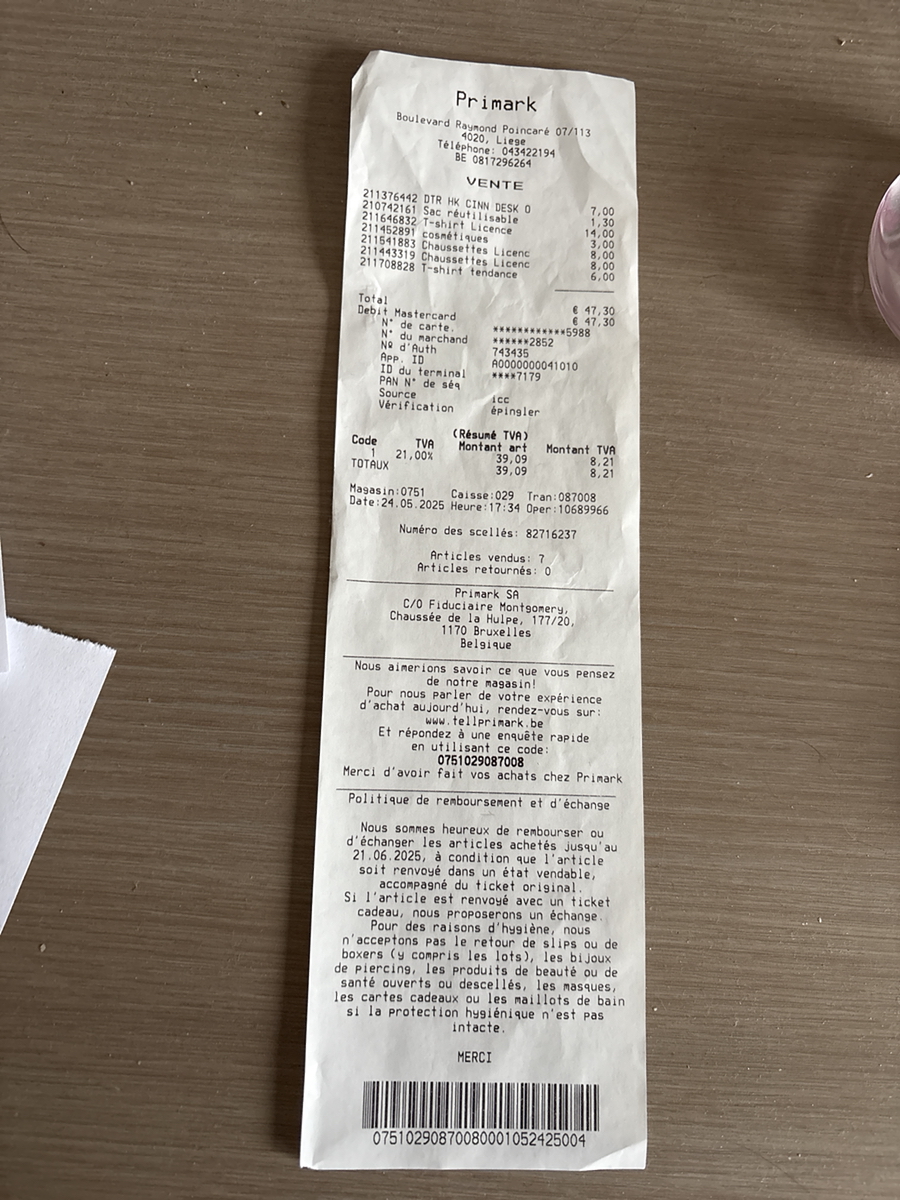 Primark
Boulevard Raymond Poincaré 07/113
4020, Liege
Téléphone: 043422194
BE 0817296264
VENTE
211376442 DTR HK CINN DESK O 7,00
210742161 Sac réutilisable 1,30
211646832 T-shirt Licence 14,00
211452891 cosmétiques 3,00
211541883 Chaussettes Licenc 8,00
211443319 Chaussettes Licenc 8,00
211708828 T-shirt tendance 6,00
Total € 47,30
Debit Mastercard € 47,30
N° de carte. ************5988
N° du marchand ******2852
Nº d'Auth 743435
App. ID A0000000041010
ID du terminal ****7179
PAN N° de séq
Source icc
Vérification épingler
(Résumé TVA)
Code TVA Montant art Montant TVA
1 21,00% 39,09 8,21
TOTAUX 39,09 8,21
Magasin:0751 Caisse:029 Tran:087008
Date:24.05.2025 Heure:17:34 Oper:10689966
Numéro des scellés: 82716237
Articles vendus: 7
Articles retournés: 0
Primark SA
C/O Fiduciaire Montgomery,
Chaussée de la Hulpe, 177/20,
1170 Bruxelles
Belgique
Nous aimerions savoir ce que vous pensez
de notre magasin!
Pour nous parler de votre expérience
d'achat aujourd'hui, rendez-vous sur:
www.tellprimark.be
Et répondez à une enquête rapide
en utilisant ce code:
0751029087008
Merci d'avoir fait vos achats chez Primark
Politique de remboursement et d'échange
Nous sommes heureux de rembourser ou
d'échanger les articles achetés jusqu'au
21.06.2025, à condition que l'article
soit renvoyé dans un état vendable,
accompagné du ticket original.
Si l'article est renvoyé avec un ticket
cadeau, nous proposerons un échange.
Pour des raisons d'hygiène, nous
n'acceptons pas le retour de slips ou de
boxers (y compris les lots), les bijoux
de piercing, les produits de beauté ou de
santé ouverts ou descellés, les masques,
les cartes cadeaux ou les maillots de bain
si la protection hygiénique n'est pas
intacte.
MERCI
07510290870080001052425004